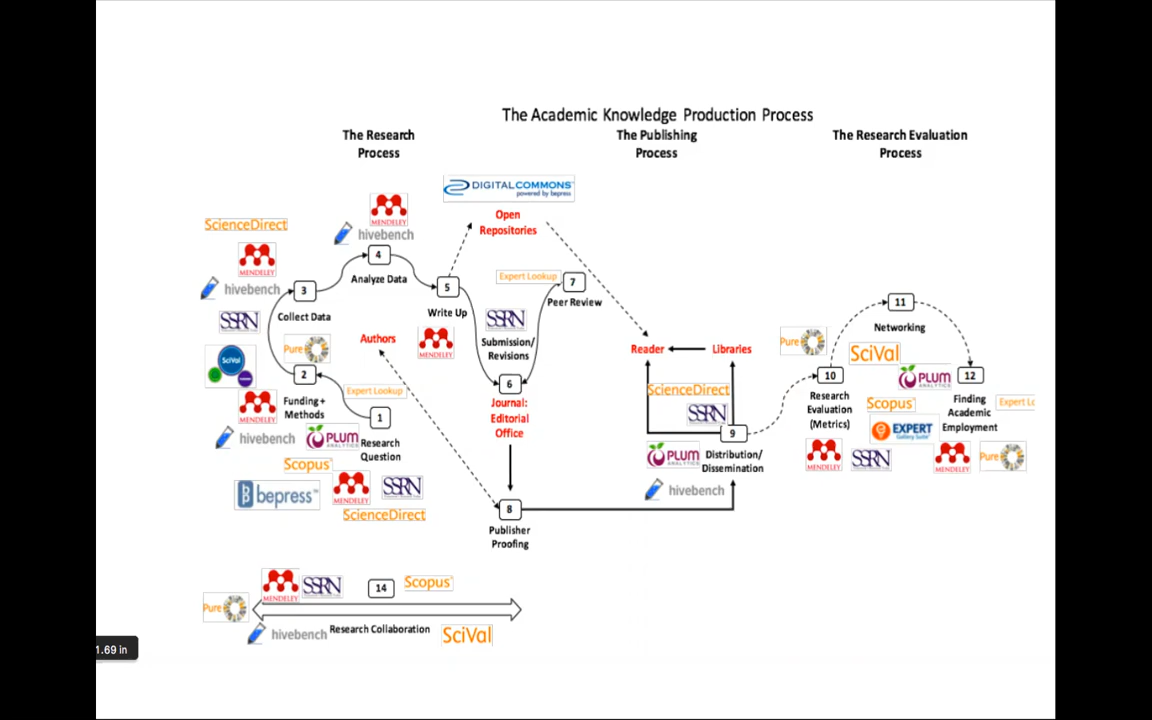 The Academic Knowledge Production Process
The Research
Process
The Publishing
Process
The Research Evaluation
Process
DIGITALCOMMONS™
powered by bepress
Open
Repositories
MENDELEY
hivebench
4
Analyze Data
ScienceDirect
MENDELEY
hivebench
3
Collect Data
SSRN
5
Write Up
MENDELEY
Expert Lookup
7
Peer Review
SSRN
Submission/
Revisions
Authors
Pure
SciVal
2
Funding +
Methods
MENDELEY
hivebench
Expert Lookup
1
Research
Question
PLUM
ANALYTICS
Scopus®
bepress™
MENDELEY
SSRN
ScienceDirect
6
Journal:
Editorial
Office
8
Publisher
Proofing
Reader
Libraries
ScienceDirect
SSRN
9
Distribution/
Dissemination
PLUM
ANALYTICS
hivebench
Pure
11
Networking
SciVal
PLUM
ANALYTICS
10
Research
Evaluation
(Metrics)
12
Finding
Academic
Employment
Expert Lo
Scopus®
EXPERT
Gallery Suite™
MENDELEY
SSRN
MENDELEY
Pure
MENDELEY
SSRN
14
Scopus®
Pure
hivebench
Research Collaboration
SciVal
1.69 in